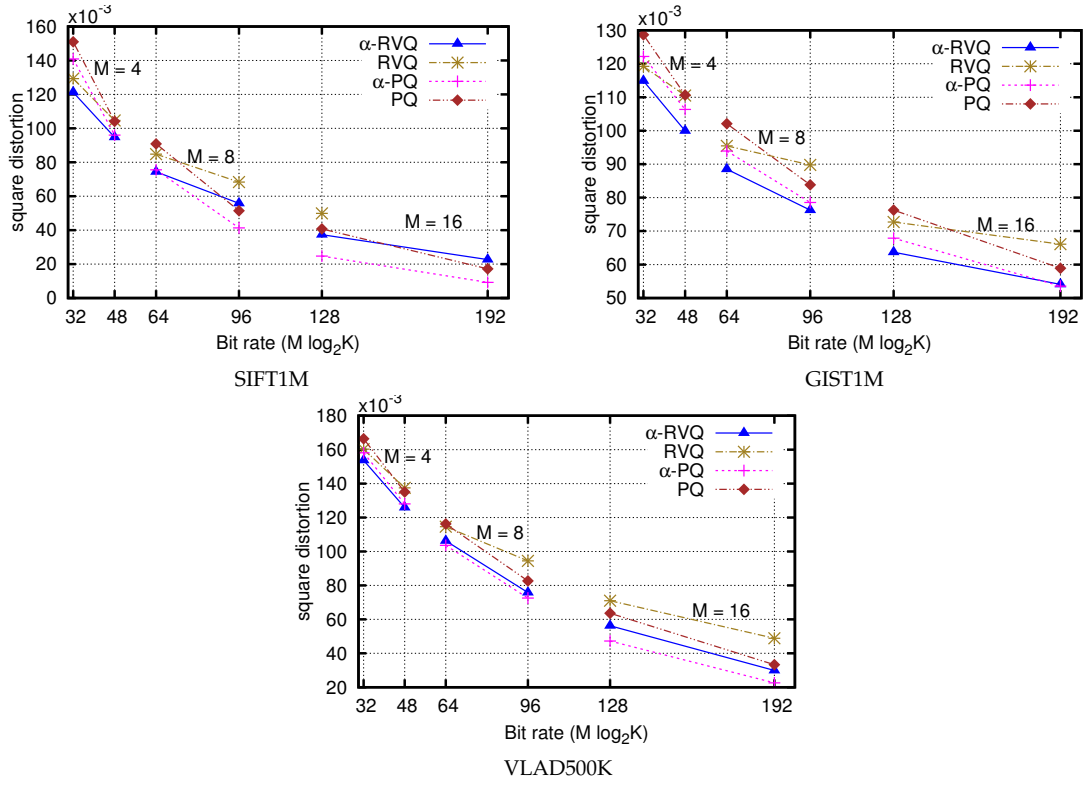 x10-3
160
140
120
100
80
60
40
20
0
square distortion
α-RVQ
RVQ
α-PQ
PQ
M = 4
M = 8
M = 16
32 48 64 96 128 192
Bit rate (M log2K)
SIFT1M
x10-3
130
120
110
100
90
80
70
60
50
square distortion
α-RVQ
RVQ
α-PQ
PQ
M = 4
M = 8
M = 16
32 48 64 96 128 192
Bit rate (M log2K)
GIST1M
x10-3
180
160
140
120
100
80
60
40
20
square distortion
α-RVQ
RVQ
α-PQ
PQ
M = 4
M = 8
M = 16
32 48 64 96 128 192
Bit rate (M log2K)
VLAD500K